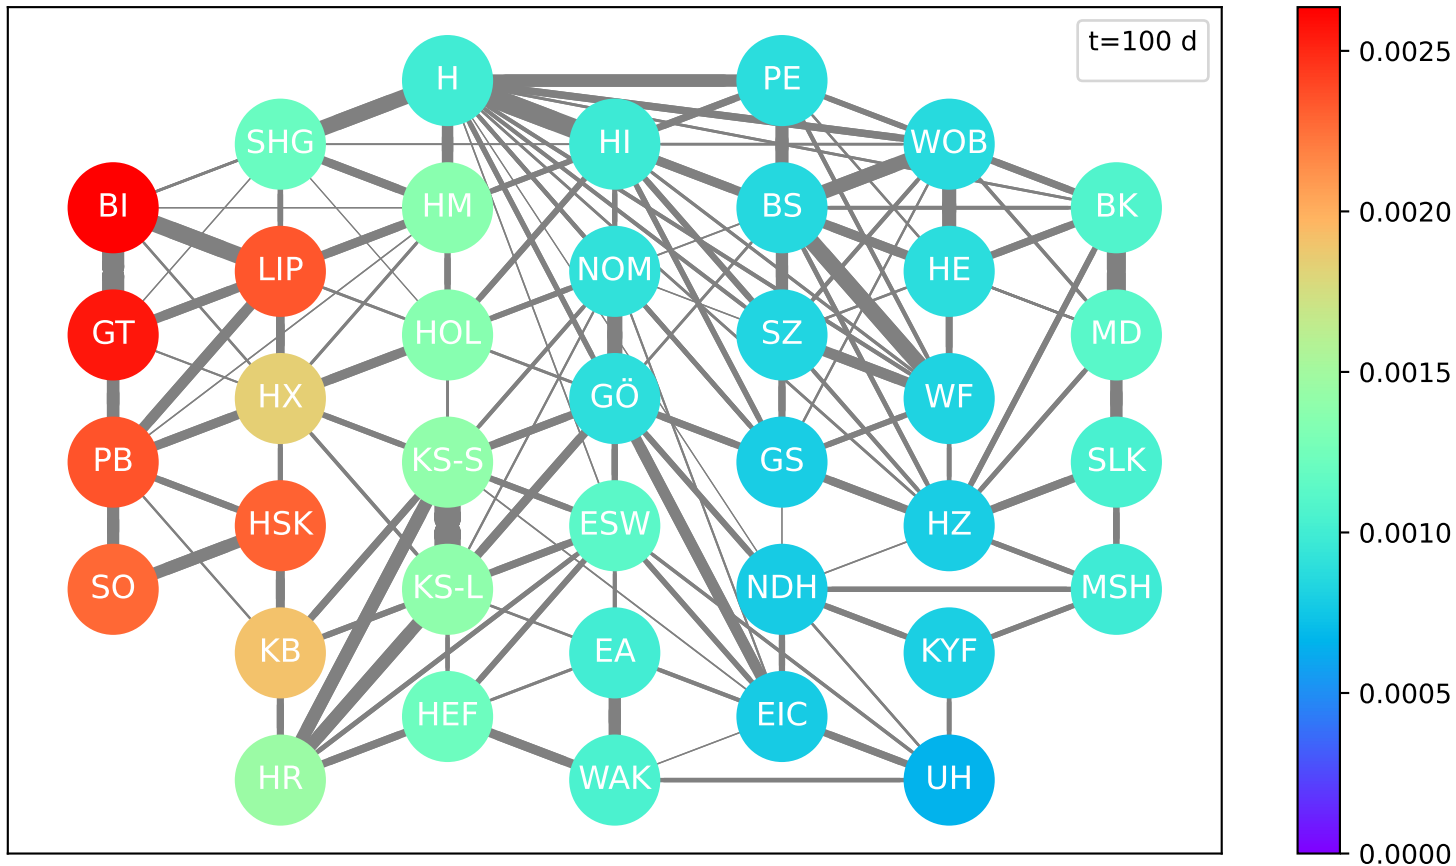 t=100 d
H
PE
SHG
HI
WOB
BI
HM
BS
BK
LIP
NOM
HE
GT
HOL
SZ
MD
HX
GÖ
WF
PB
KS-S
GS
SLK
HSK
ESW
HZ
SO
KS-L
NDH
MSH
KB
EA
KYF
HEF
EIC
HR
WAK
UH
0.0025
0.0020
0.0015
0.0010
0.0005
0.0000